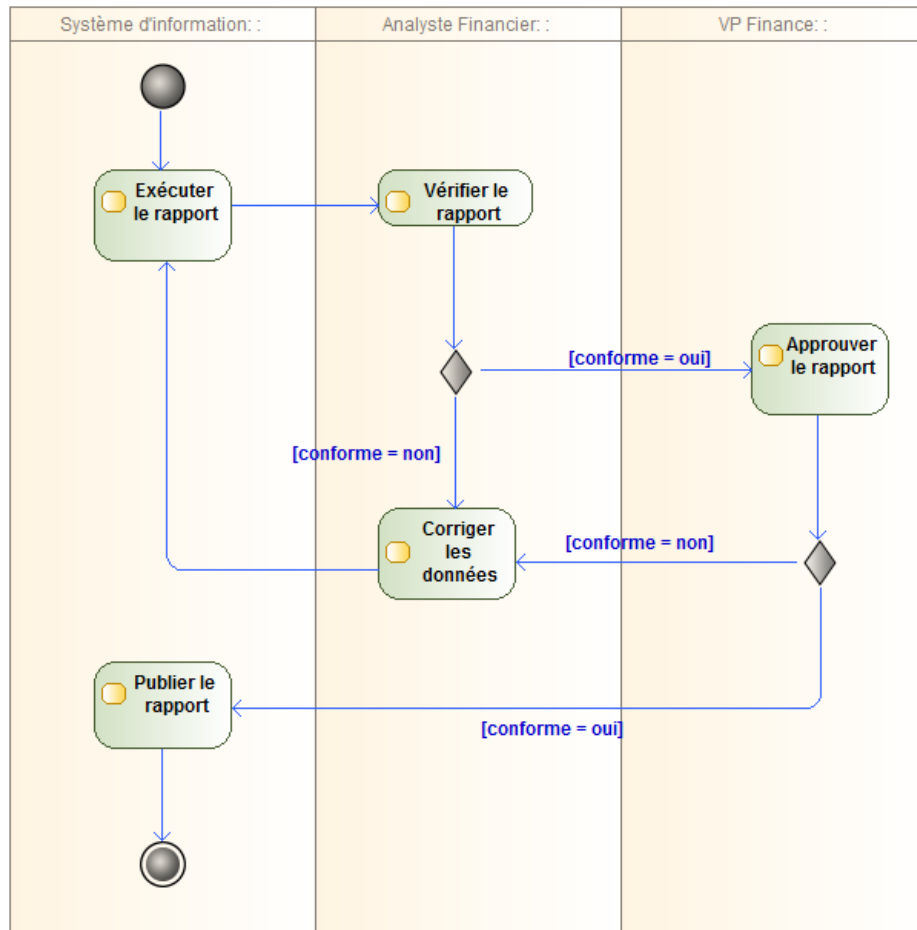 Système d'information: :
Analyste Financier: :
VP Finance: :
Exécuter
le rapport
Vérifier le
rapport
[conforme = oui]
Approuver
le rapport
[conforme = non]
Corriger
les
données
[conforme = non]
Publier le
rapport
[conforme = oui]